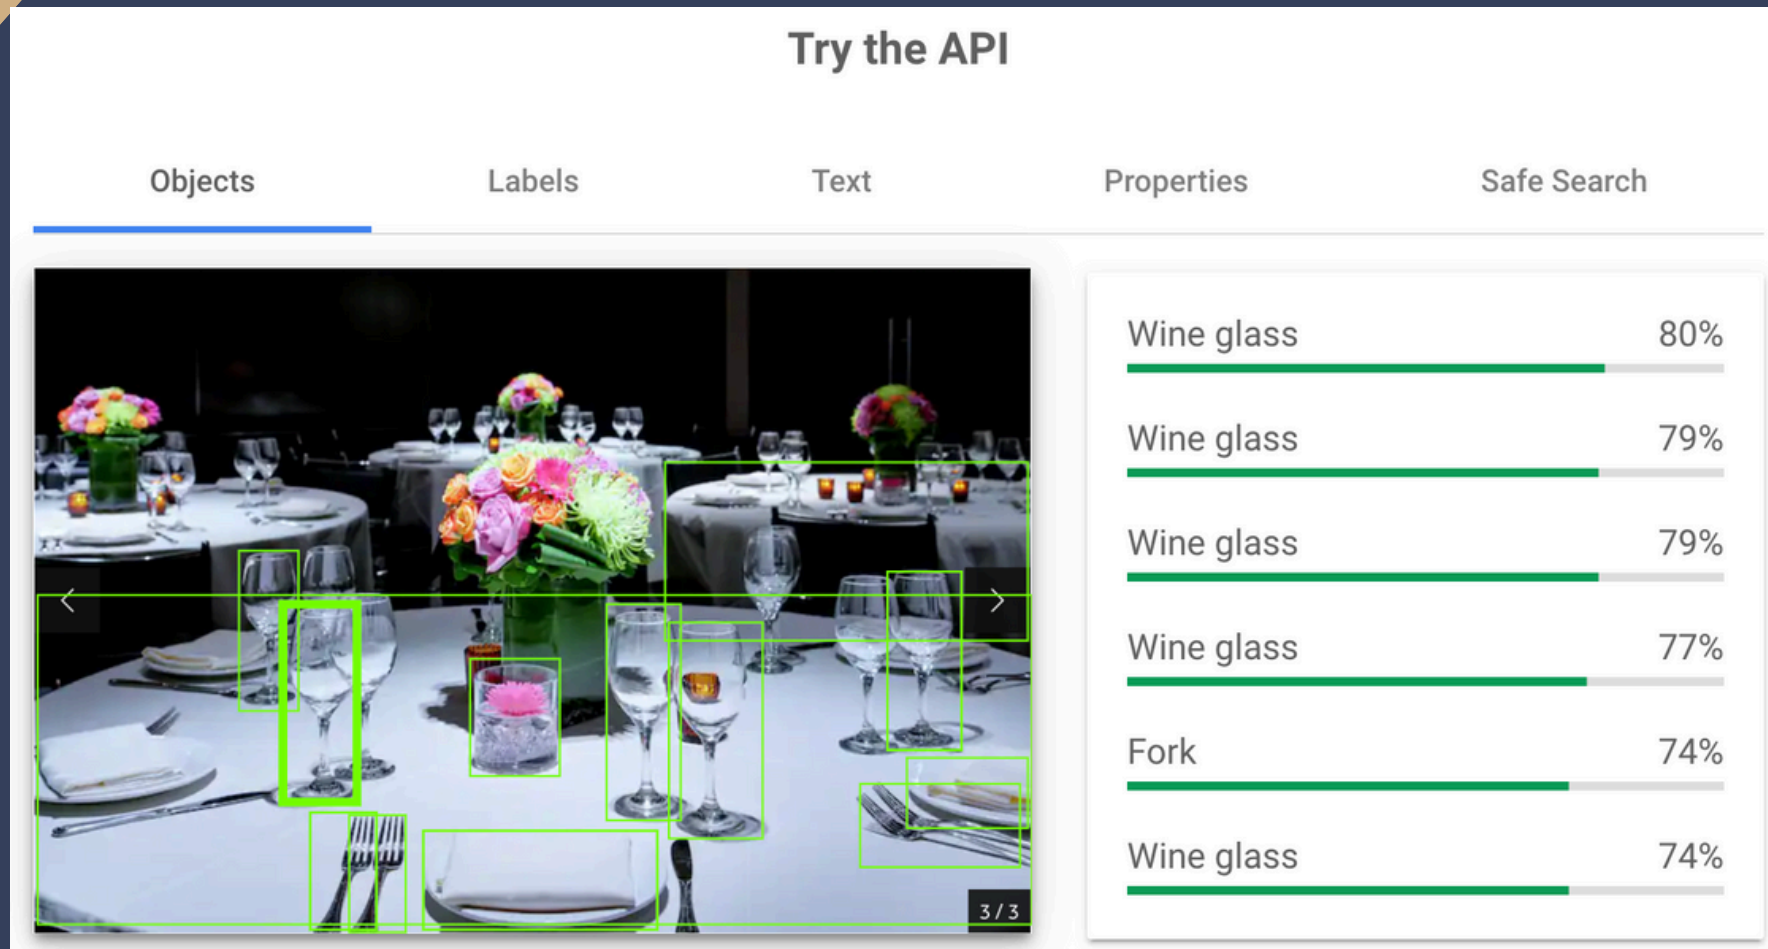 Try the API
Objects Labels Text Properties Safe Search
3 / 3
Wine glass 80%
Wine glass 79%
Wine glass 79%
Wine glass 77%
Fork 74%
Wine glass 74%